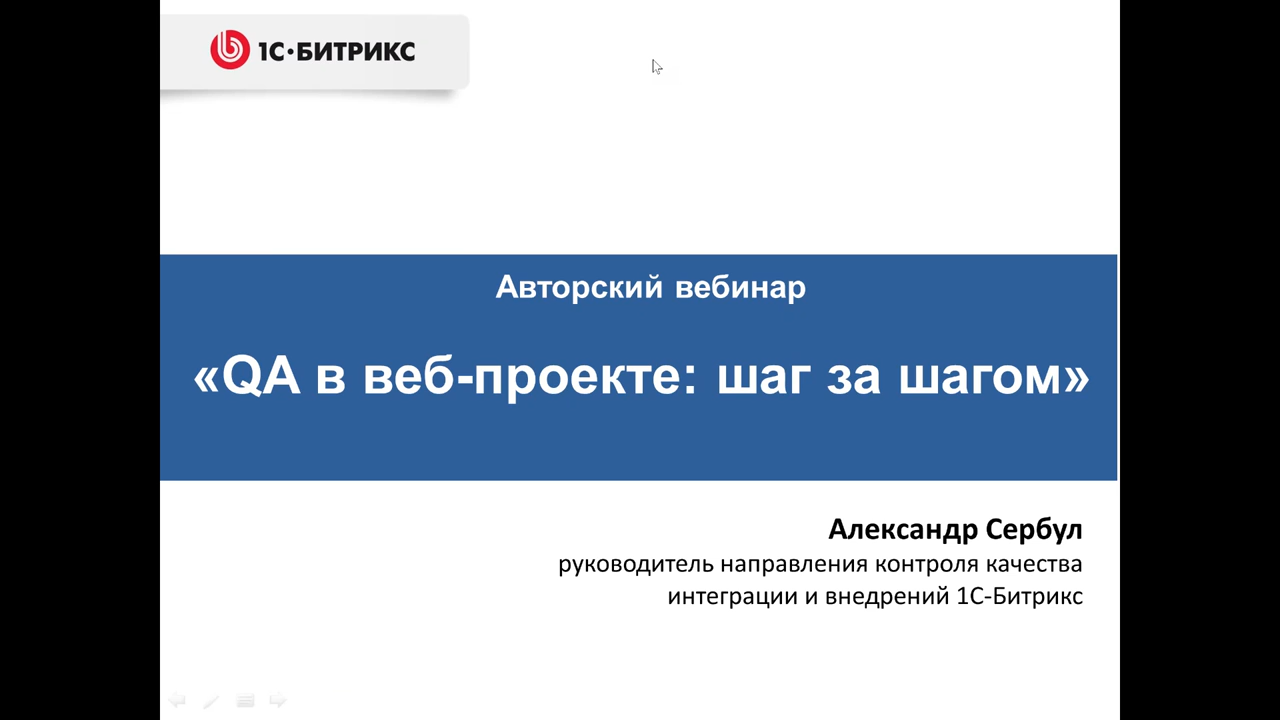 1С·БИТРИКС
Авторский вебинар
«QA в веб-проекте: шаг за шагом»
Александр Сербул
руководитель направления контроля качества
интеграции и внедрений 1С-Битрикс